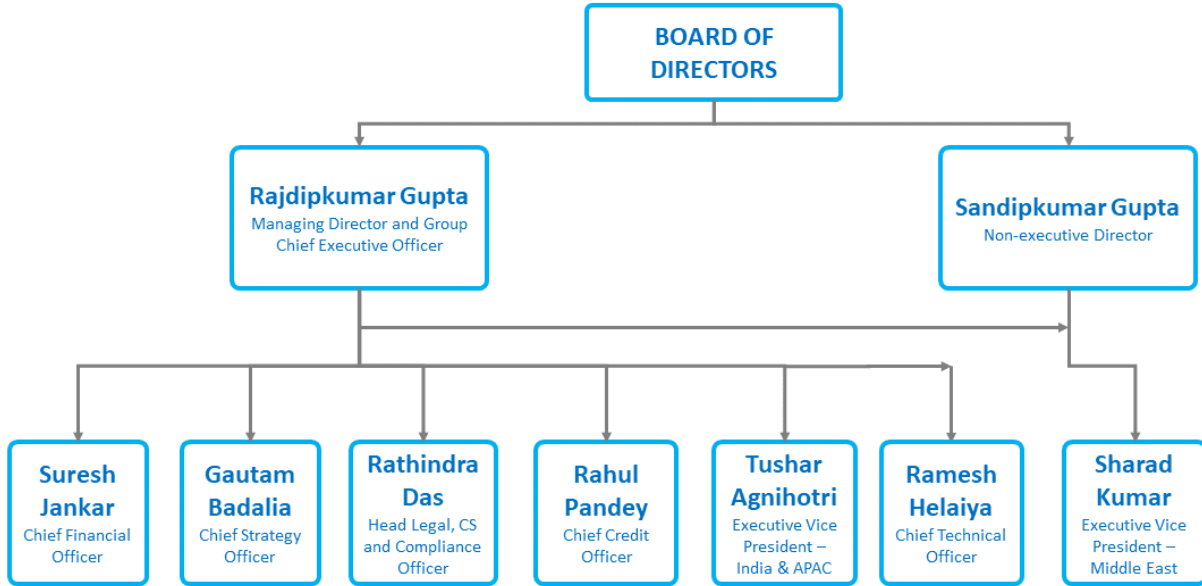 BOARD OF
DIRECTORS
Rajdipkumar Gupta
Managing Director and Group
Chief Executive Officer
Sandipkumar Gupta
Non-executive Director
Suresh
Jankar
Chief Financial
Officer
Gautam
Badalia
Chief Strategy
Officer
Rathindra
Das
Head Legal, CS
and Compliance
Officer
Rahul
Pandey
Chief Credit
Officer
Tushar
Agnihotri
Executive Vice
President –
India & APAC
Ramesh
Helaiya
Chief Technical
Officer
Sharad
Kumar
Executive Vice
President –
Middle East